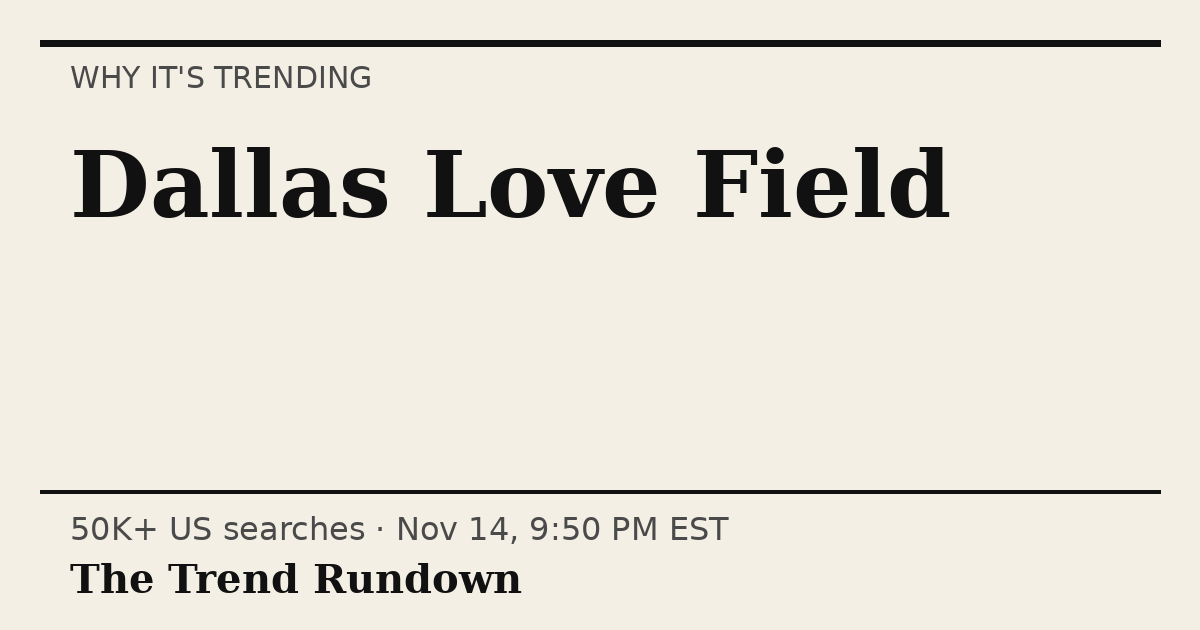 WHY IT'S TRENDING
Dallas Love Field
50K+ US searches · Nov 14, 9:50 PM EST
The Trend Rundown